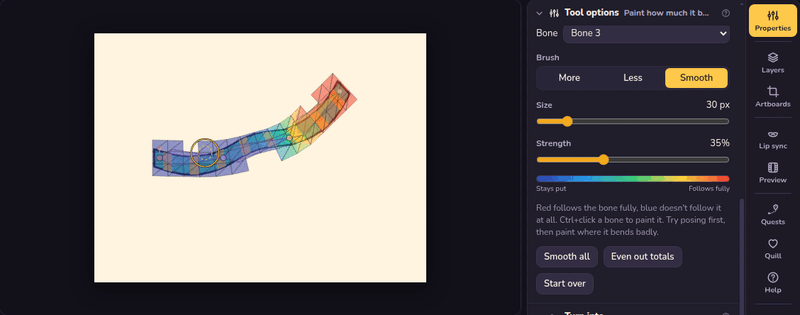 Tool options Paint how much it b...
Properties
Bone Bone 3
Brush
Layers
More Less Smooth
Artboards
Size 30 px
Lip sync
Strength 35%
Preview
Stays put Follows fully
Quests
Red follows the bone fully, blue doesn't follow it
at all. Ctrl+click a bone to paint it. Try posing first,
then paint where it bends badly.
Quill
Smooth all Even out totals
Help
Start over